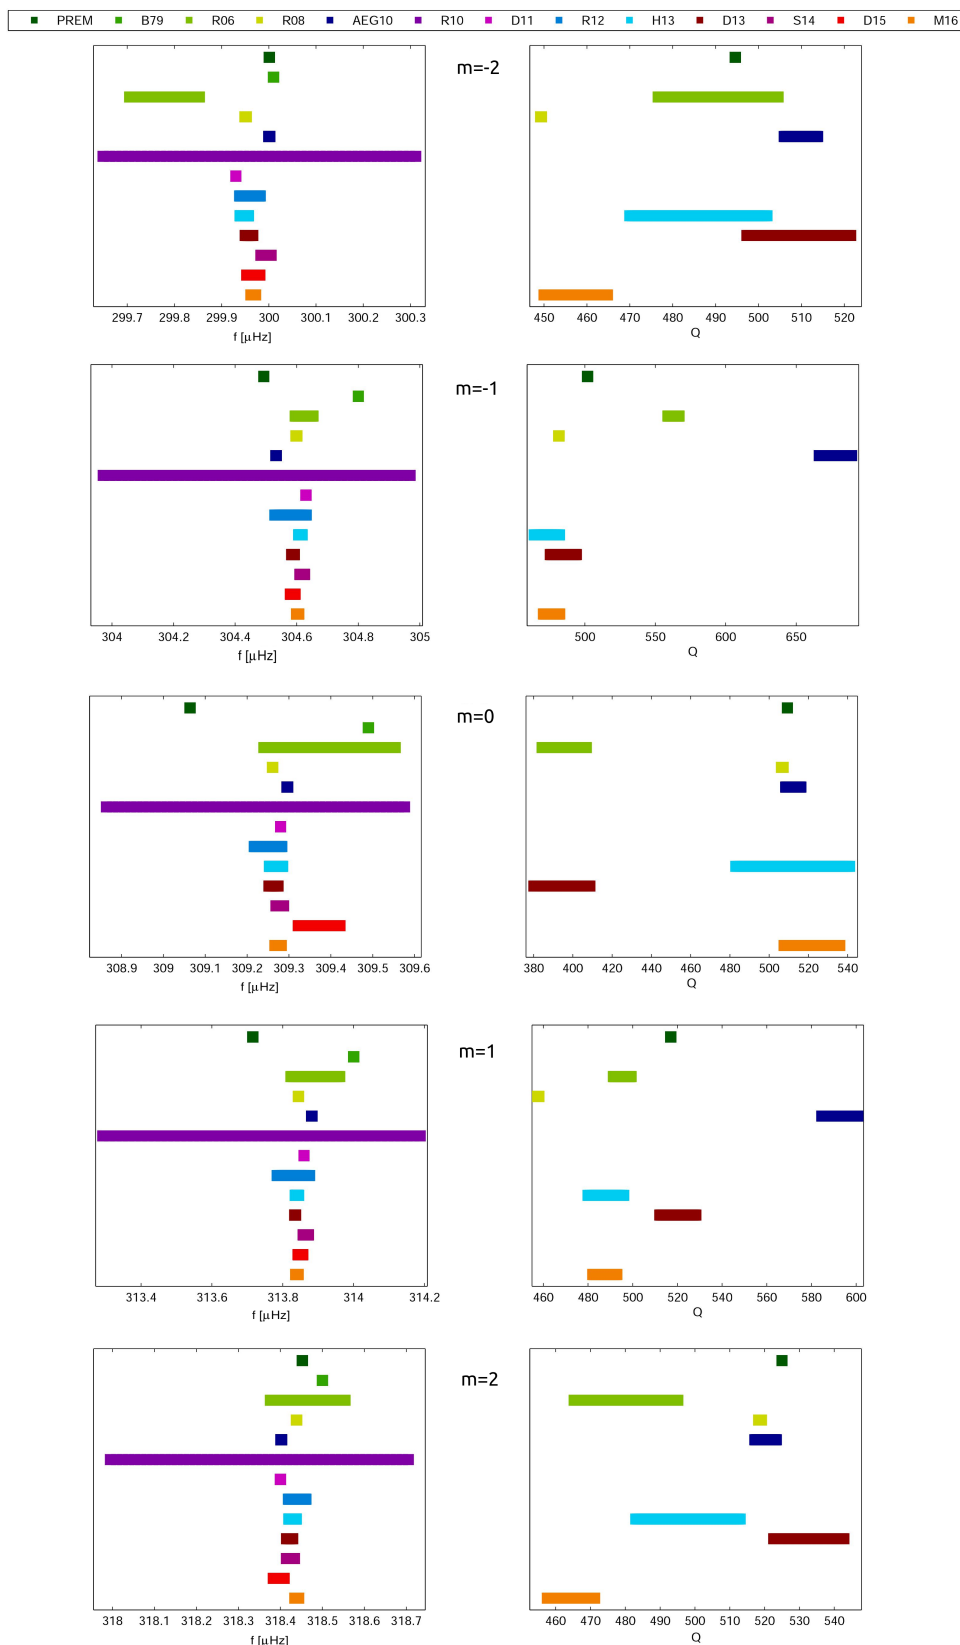 PREM B79 R06 R08 AEG10 R10 D11 R12 H13 D13 S14 D15 M16
m=-2
299.7 299.8 299.9 300 300.1 300.2 300.3
f [μHz]
450 460 470 480 490 500 510 520
Q
m=-1
304 304.2 304.4 304.6 304.8 305
f [μHz]
500 550 600 650
Q
m=0
308.9 309 309.1 309.2 309.3 309.4 309.5 309.6
f [μHz]
380 400 420 440 460 480 500 520 540
Q
m=1
313.4 313.6 313.8 314 314.2
f [μHz]
460 480 500 520 540 560 580 600
Q
m=2
318 318.1 318.2 318.3 318.4 318.5 318.6 318.7
f [μHz]
460 470 480 490 500 510 520 530 540
Q